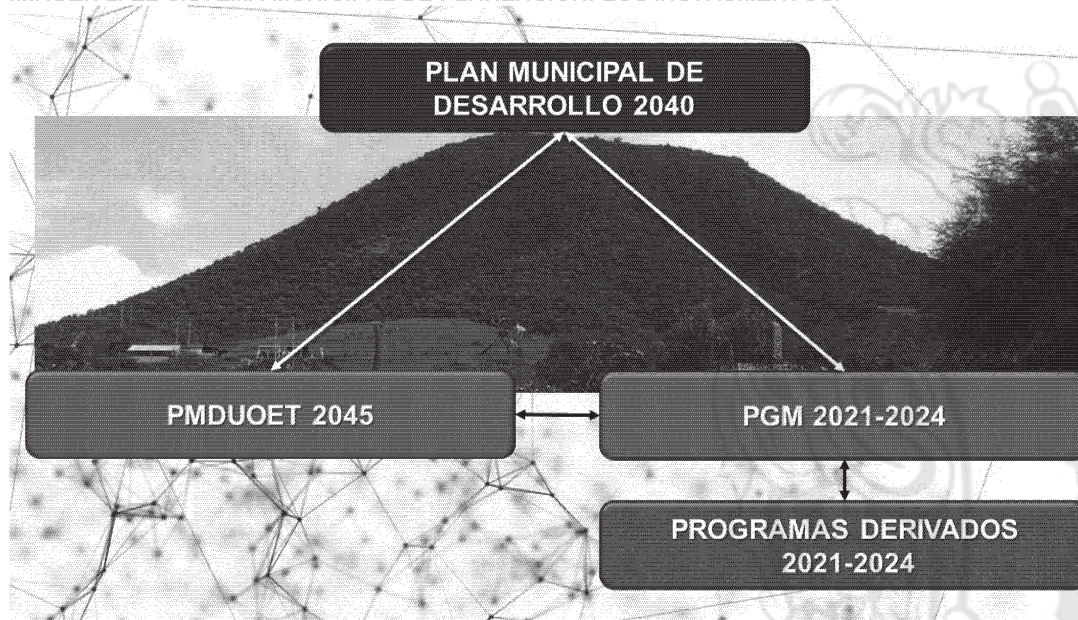 PLAN MUNICIPAL DE
DESARROLLO 2040
PMDUOET 2045
PGM 2021-2024
PROGRAMAS DERIVADOS
2021-2024